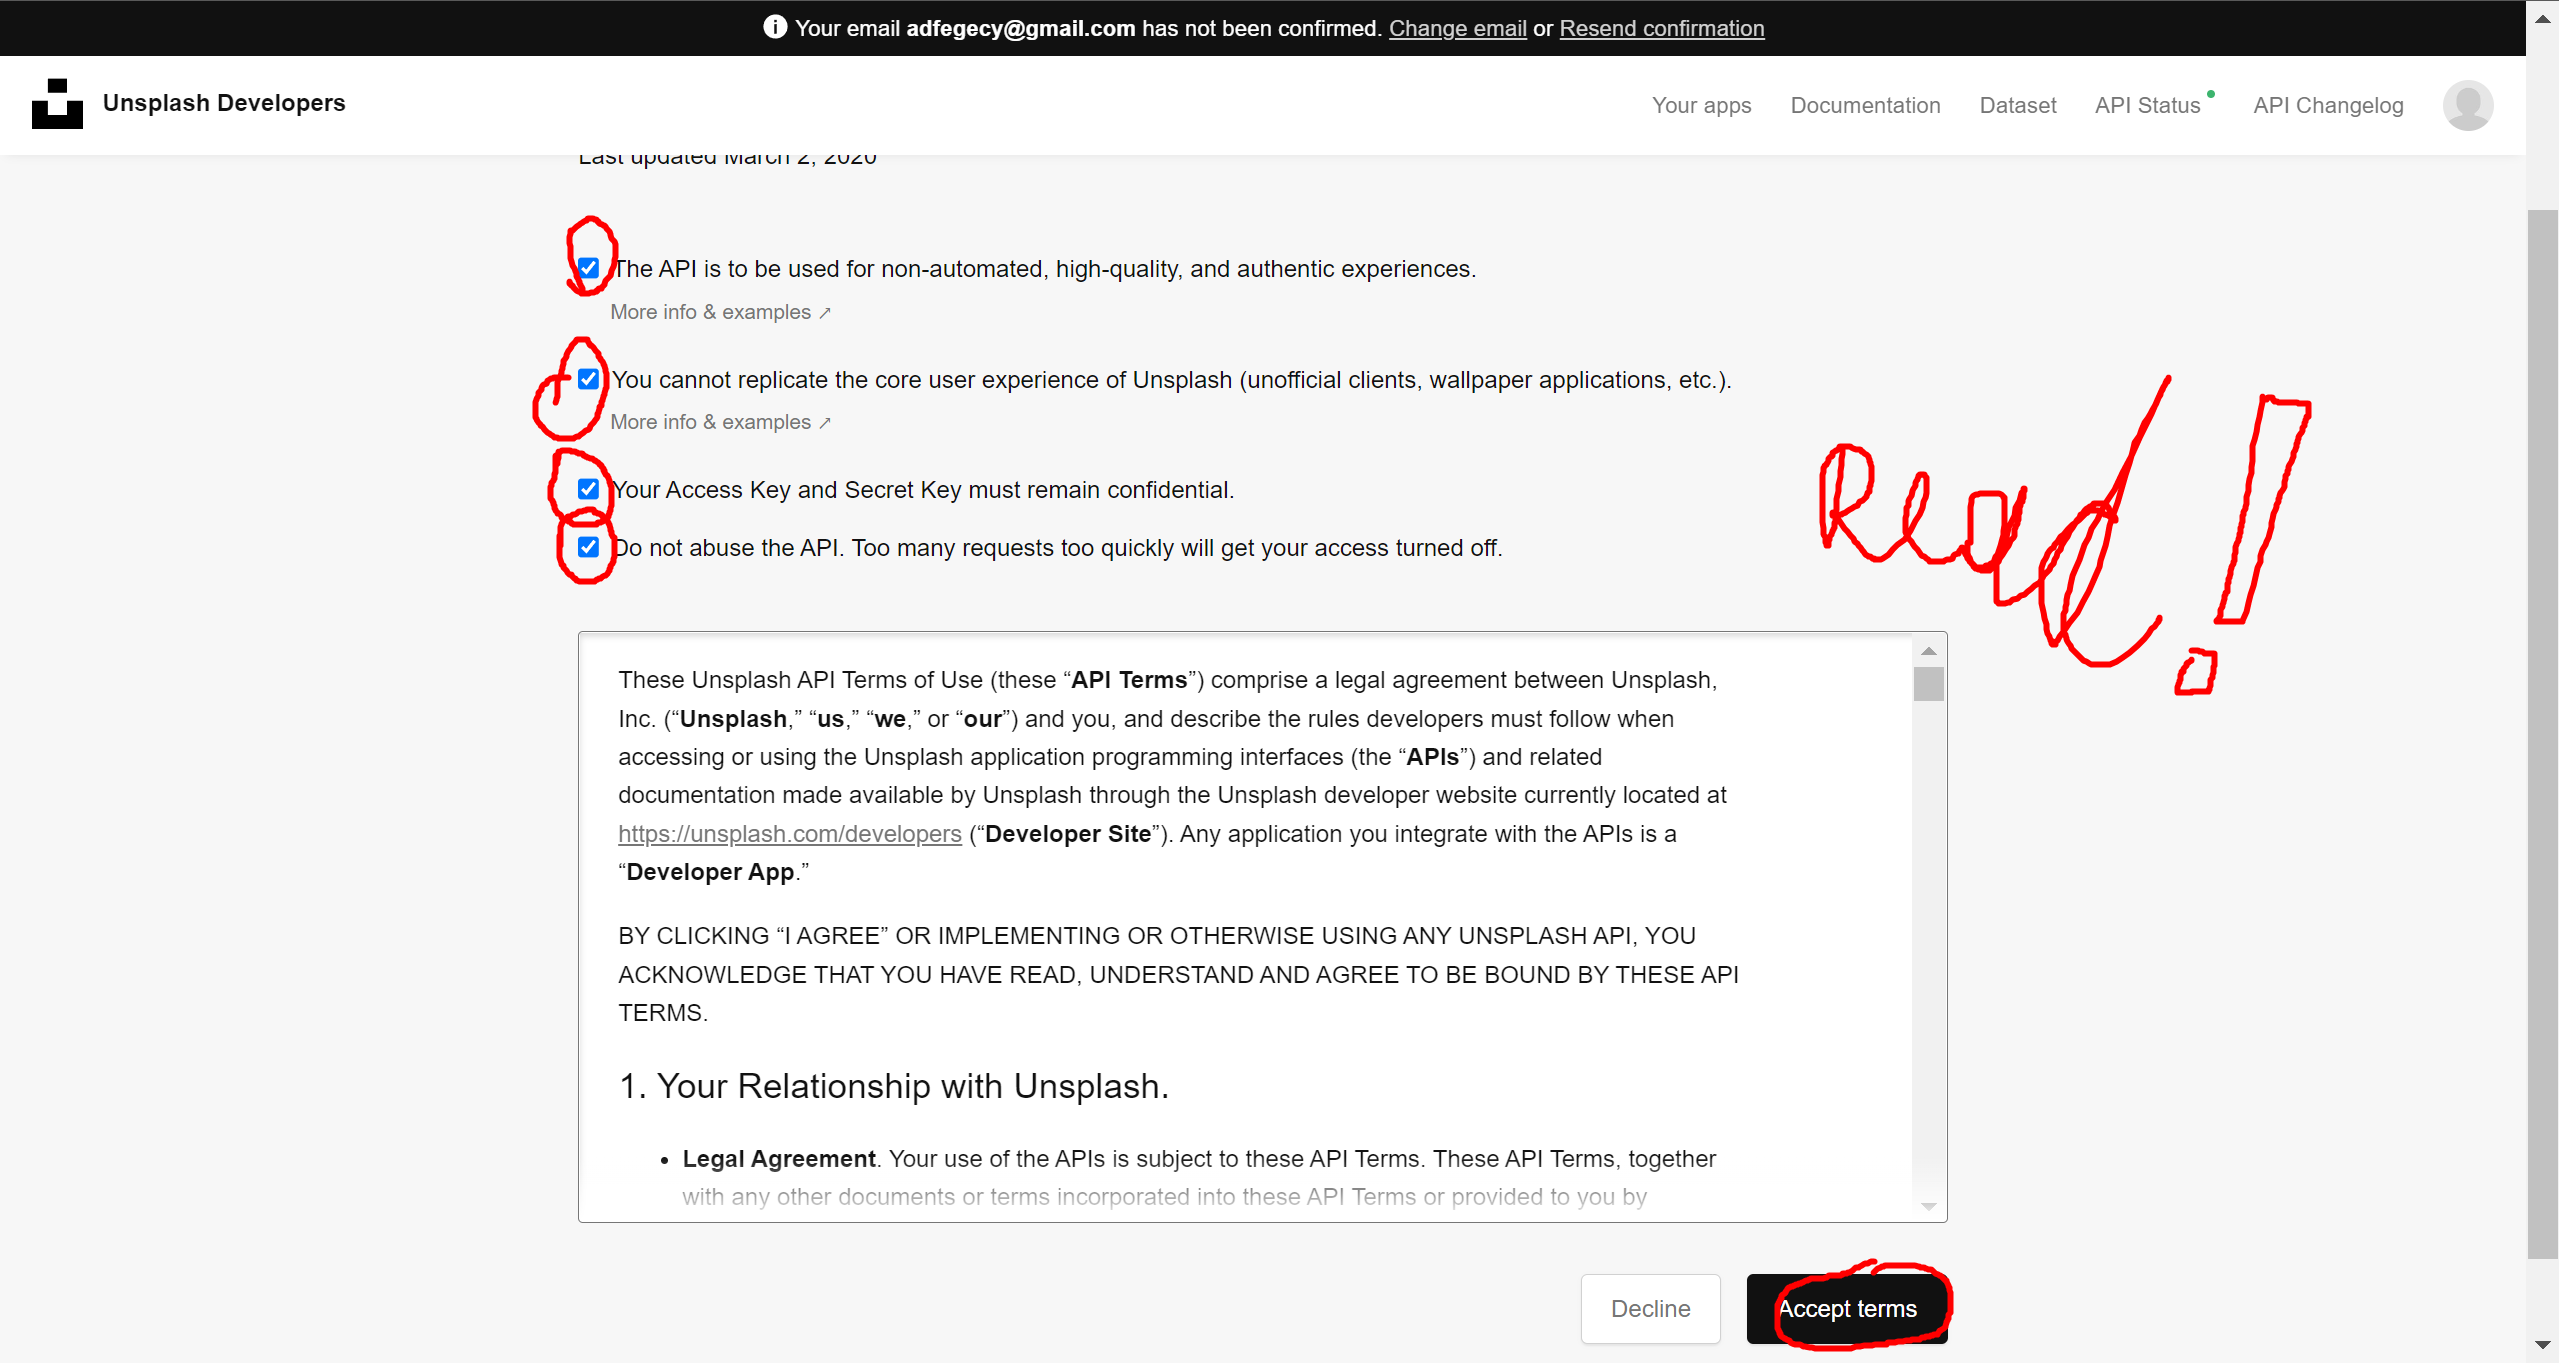 Your email adfegecy@gmail.com has not been confirmed. Change email or Resend confirmation
Unsplash Developers
Your apps
Documentation
Dataset
API Status
API Changelog
Last updated March 2, 2020
The API is to be used for non-automated, high-quality, and authentic experiences.
More info & examples ↗
You cannot replicate the core user experience of Unsplash (unofficial clients, wallpaper applications, etc.).
More info & examples ↗
Your Access Key and Secret Key must remain confidential.
Do not abuse the API. Too many requests too quickly will get your access turned off.
Read!
These Unsplash API Terms of Use (these “API Terms”) comprise a legal agreement between Unsplash,
Inc. (“Unsplash,” “us,” “we,” or “our”) and you, and describe the rules developers must follow when
accessing or using the Unsplash application programming interfaces (the “APIs”) and related
documentation made available by Unsplash through the Unsplash developer website currently located at
https://unsplash.com/developers (“Developer Site”). Any application you integrate with the APIs is a
“Developer App.”
BY CLICKING “I AGREE” OR IMPLEMENTING OR OTHERWISE USING ANY UNSPLASH API, YOU
ACKNOWLEDGE THAT YOU HAVE READ, UNDERSTAND AND AGREE TO BE BOUND BY THESE API
TERMS.
1. Your Relationship with Unsplash.
• Legal Agreement. Your use of the APIs is subject to these API Terms. These API Terms, together
with any other documents or terms incorporated into these API Terms or provided to you by
Decline
Accept terms